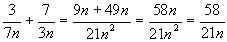 3/7n + 7/3n = (9n + 49n)/21n² = 58n/21n² = 58/21n